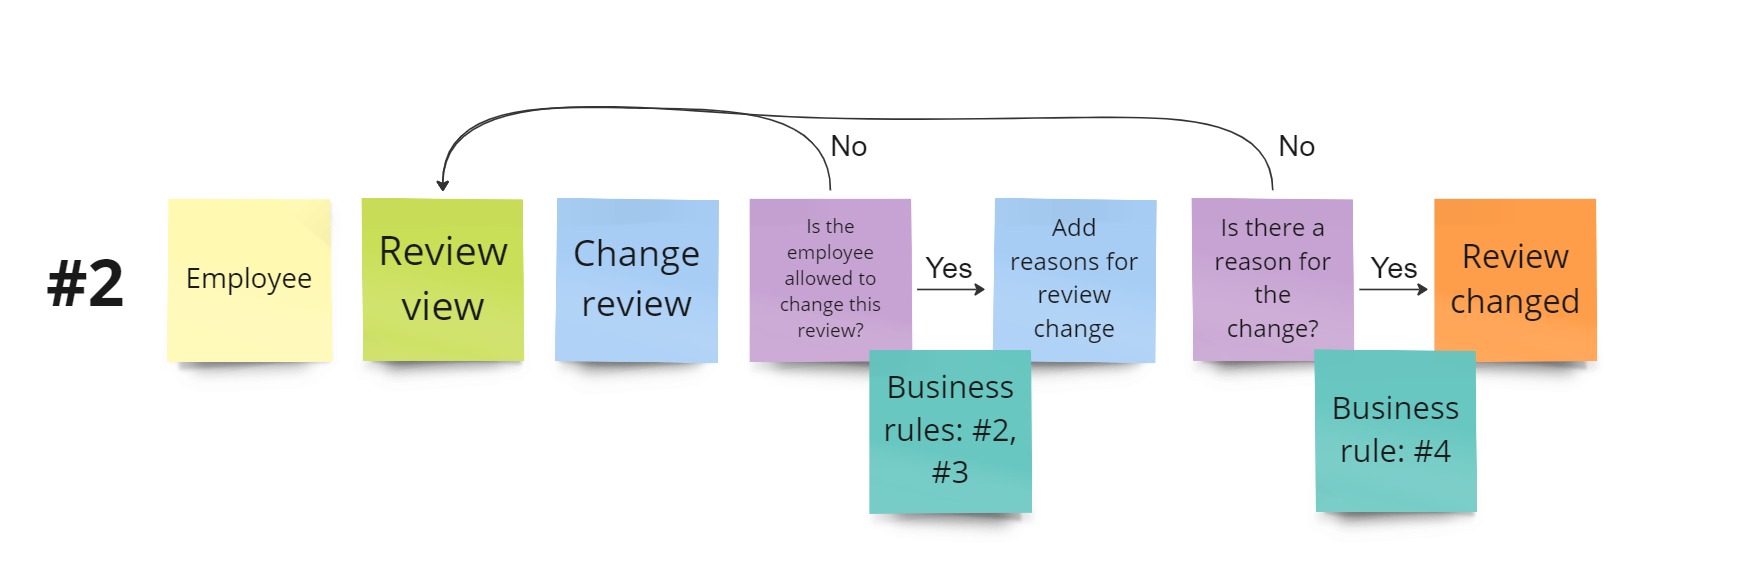 No
No
#2
Employee
Review
view
Change
review
Is the
employee
allowed to
change this
review?
Yes
Add
reasons for
review
change
Is there a
reason for
the
change?
Yes
Review
changed
Business
rules: #2,
#3
Business
rule: #4